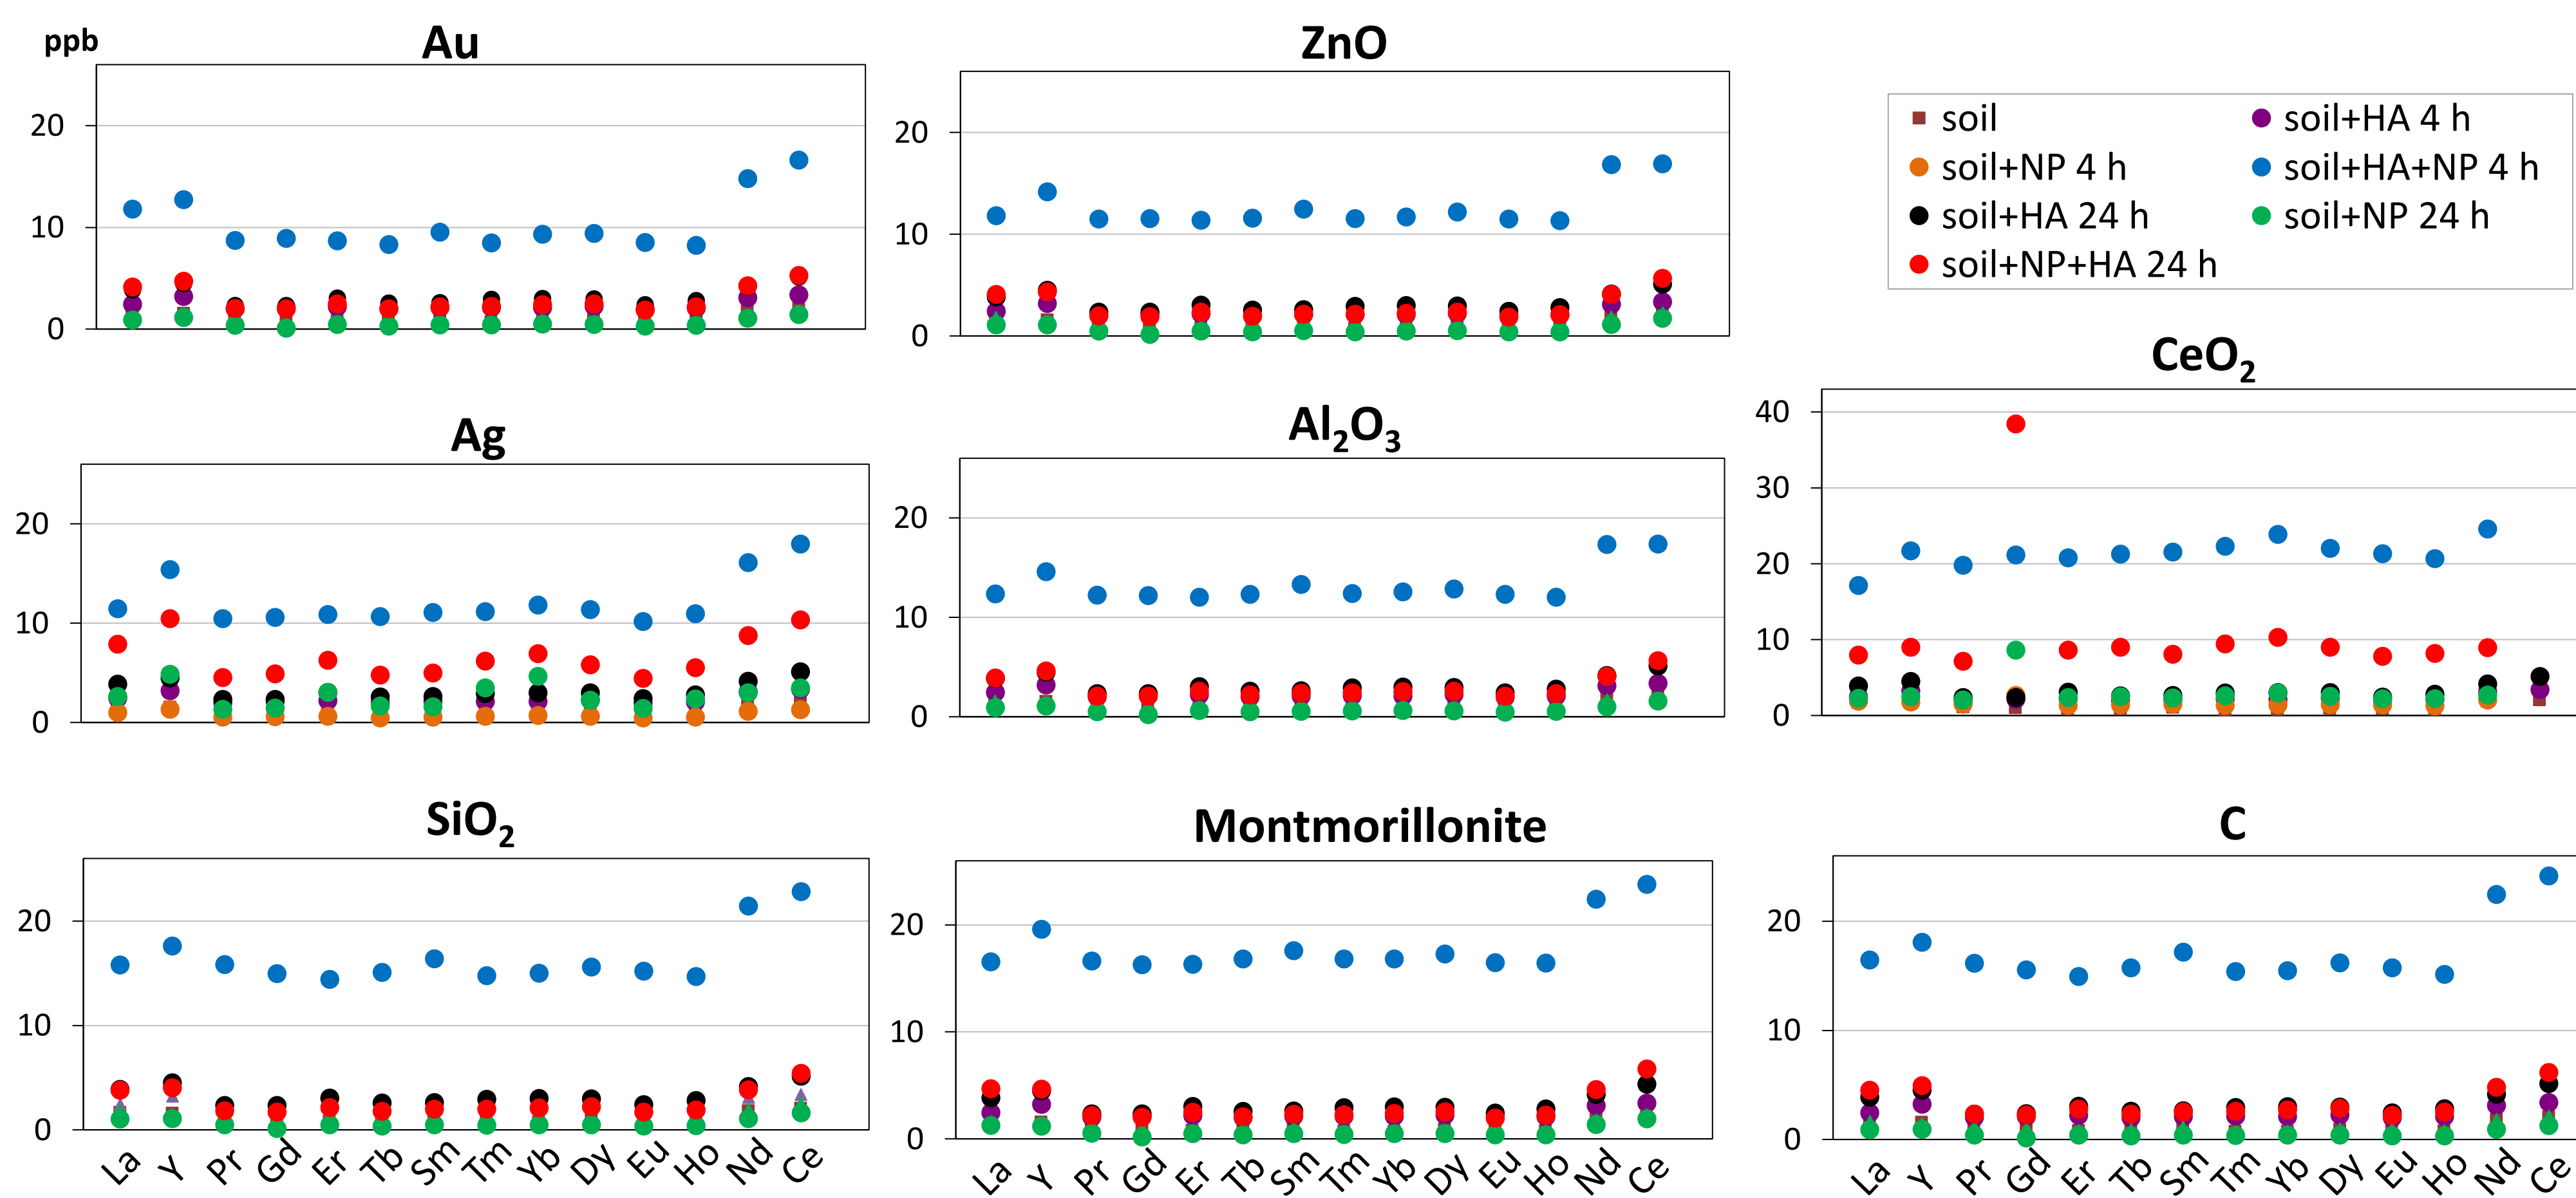 ppb
Au
20
10
0
ZnO
20
10
0
soil
soil+HA 4 h
soil+NP 4 h
soil+HA+NP 4 h
soil+HA 24 h
soil+NP 24 h
soil+NP+HA 24 h
Ag
20
10
0
Al₂O₃
20
10
0
CeO₂
40
30
20
10
0
SiO₂
20
10
0
La Y Pr Gd Er Tb Sm Tm Yb Dy Eu Ho Nd Ce
Montmorillonite
20
10
0
La Y Pr Gd Er Tb Sm Tm Yb Dy Eu Ho Nd Ce
C
20
10
0
La Y Pr Gd Er Tb Sm Tm Yb Dy Eu Ho Nd Ce